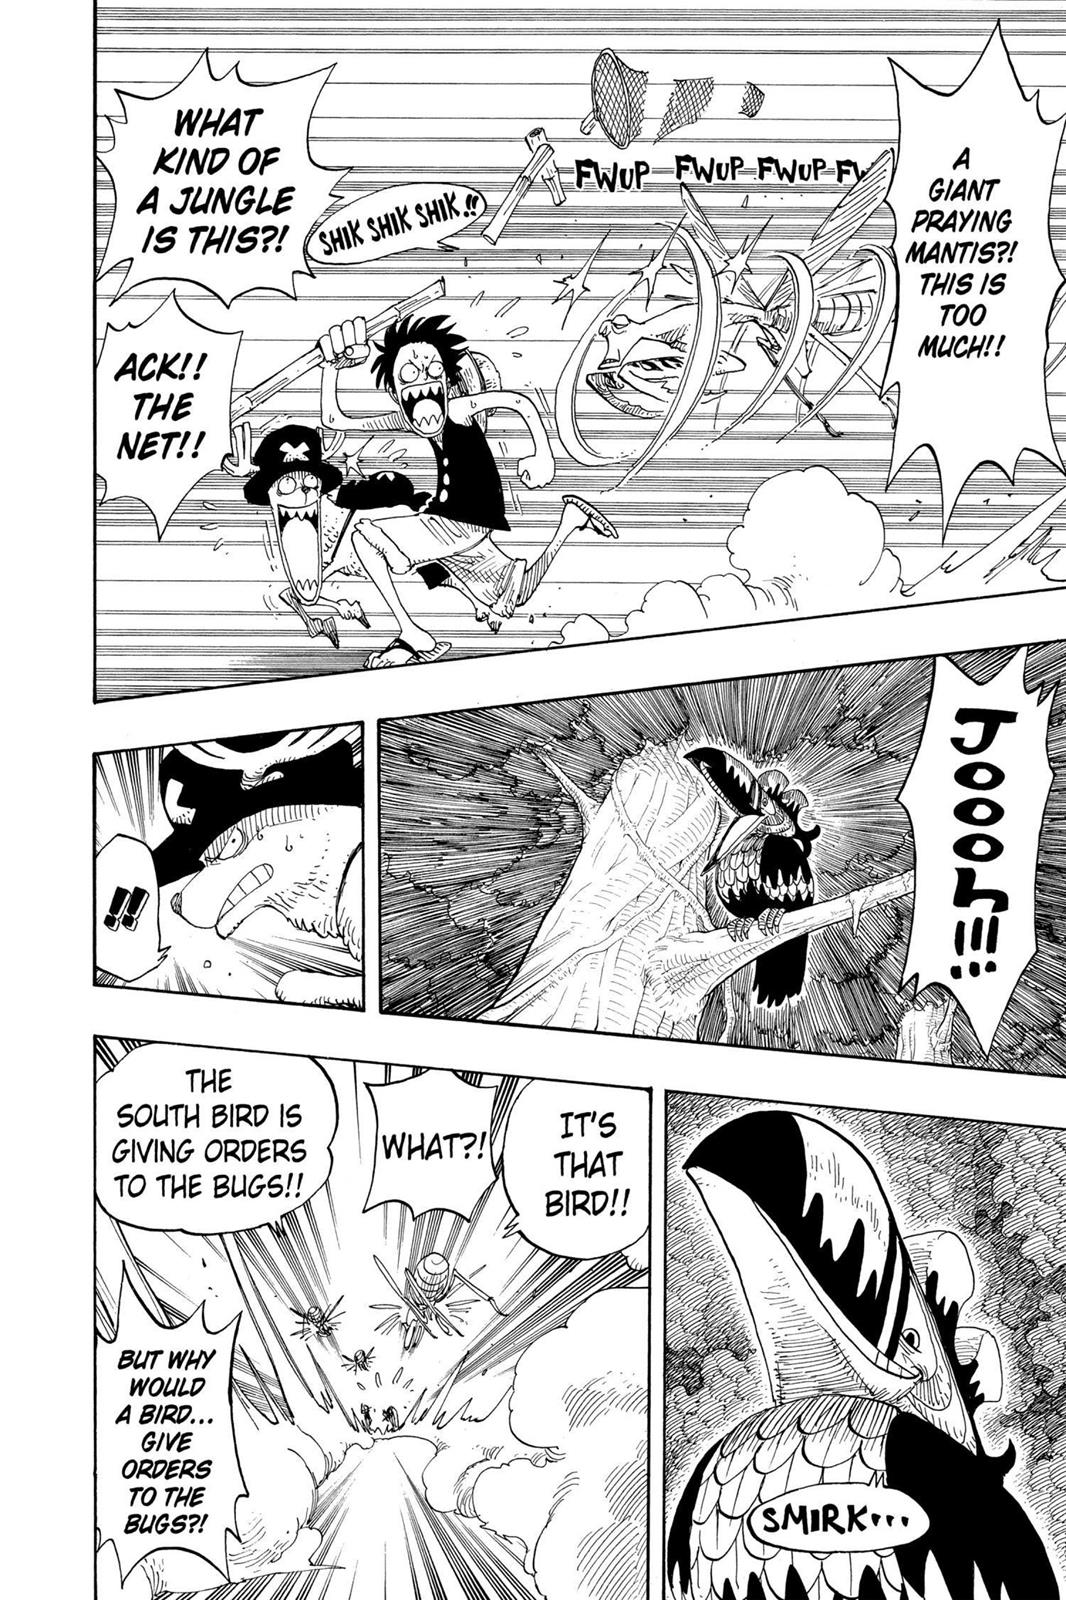 A
GIANT
PRAYING
MANTIS?!
THIS IS
TOO
MUCH!!
FWUP FWUP FWUP FW
SHIK SHIK SHIK!!
WHAT
KIND OF
A JUNGLE
IS THIS?!
ACK!!
THE
NET!!
JOOOH!!!
!!
SMIRK...
IT'S
THAT
BIRD!!
WHAT?!
THE
SOUTH BIRD IS
GIVING ORDERS
TO THE BUGS!!
BUT WHY
WOULD
A BIRD...
GIVE
ORDERS
TO THE
BUGS?!